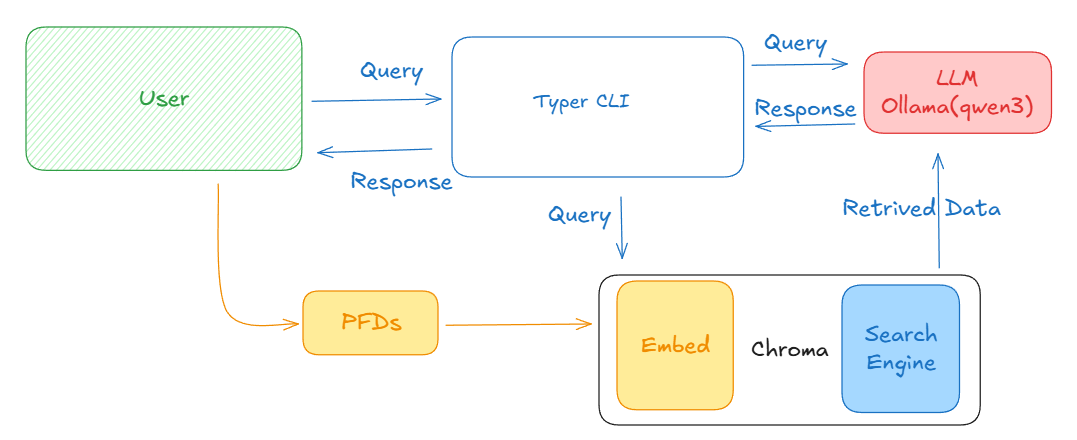 Query
User
Query
Typer CLI
LLM
Ollama(qwen3)
Response
Response
Query
Retrived Data
PFDs
Embed
Chroma
Search
Engine